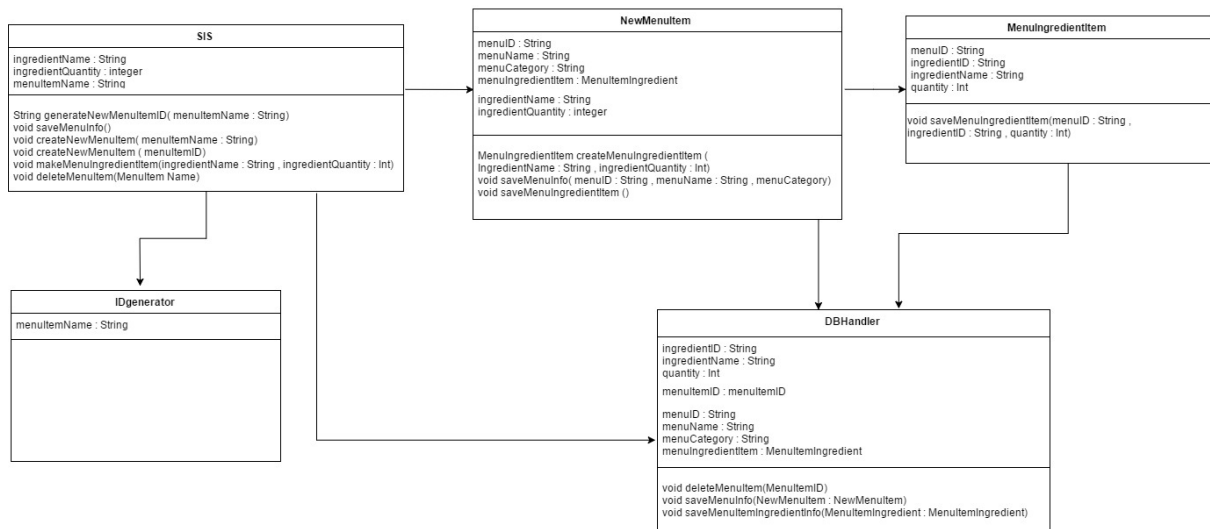 SIS
ingredientName : String
ingredientQuantity : integer
menuItemName : String
String generateNewMenuItemID( menuItemName : String)
void saveMenuInfo()
void createNewMenuItem( menuItemName : String)
void createNewMenuItem ( menuItemID)
void makeMenuIngredientItem(ingredientName : String , ingredientQuantity : Int)
void deleteMenuItem(MenuItem Name)
NewMenuItem
menuID : String
menuName : String
menuCategory : String
menuIngredientItem : MenuItemIngredient
ingredientName : String
ingredientQuantity : integer
MenuIngredientItem createMenuIngredientItem (
IngredientName : String , ingredientQuantity : Int)
void saveMenuInfo( menuID : String , menuName : String , menuCategory)
void saveMenuIngredientItem ()
MenuIngredientItem
menuID : String
ingredientID : String
ingredientName : String
quantity : Int
void saveMenuIngredientItem(menuID : String ,
ingredientID : String , quantity : Int)
IDgenerator
menuItemName : String
DBHandler
ingredientID : String
ingredientName : String
quantity : Int
menuItemID : menuItemID
menuID : String
menuName : String
menuCategory : String
menuIngredientItem : MenuItemIngredient
void deleteMenuItem(MenuItemID)
void saveMenuInfo(NewMenuItem : NewMenuItem)
void saveMenuItemIngredientInfo(MenuItemIngredient : MenuItemIngredient)